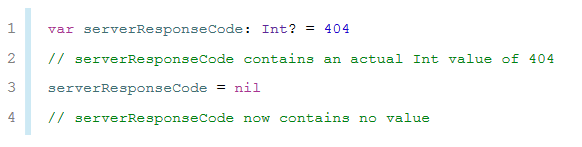 1 var serverResponseCode: Int? = 404
2 // serverResponseCode contains an actual Int value of 404
3 serverResponseCode = nil
4 // serverResponseCode now contains no value